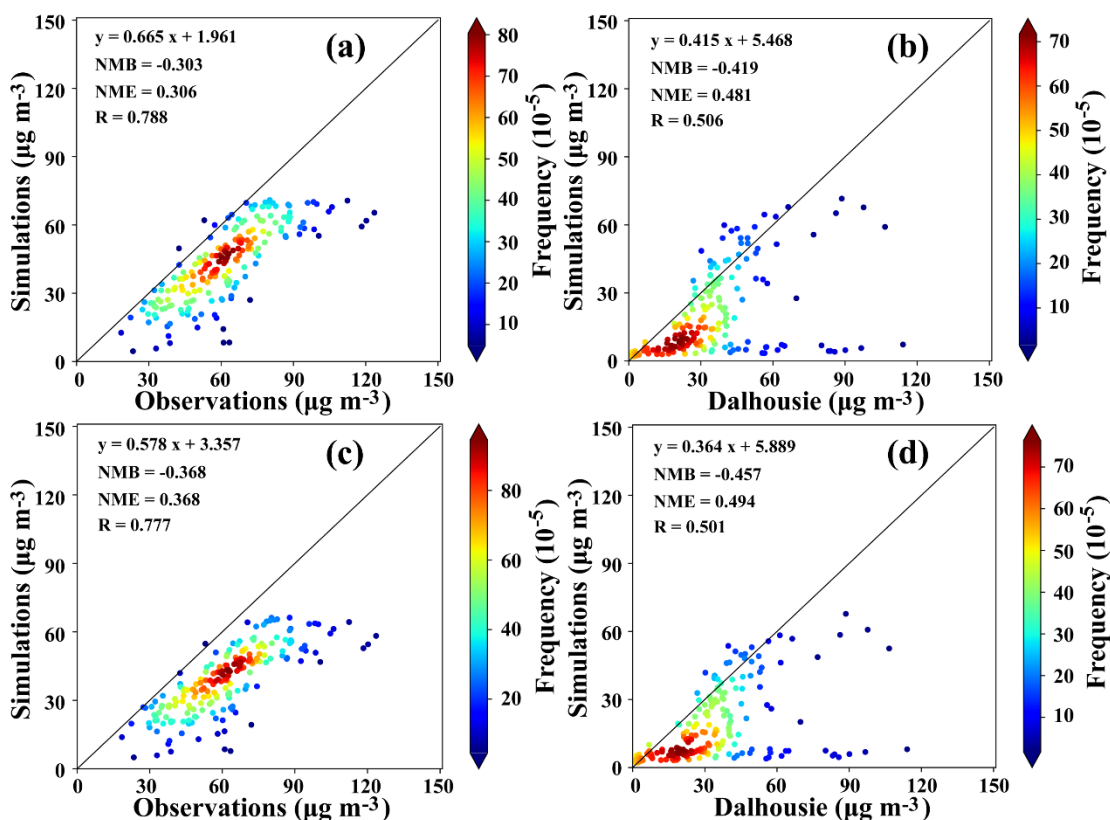 (a)
y = 0.665 x + 1.961
NMB = -0.303
NME = 0.306
R = 0.788
150
120
90
60
30
0
0 30 60 90 120 150
Simulations (µg m-3)
Observations (µg m-3)
80
70
60
50
40
30
20
10
Frequency (10-5)
(b)
y = 0.415 x + 5.468
NMB = -0.419
NME = 0.481
R = 0.506
150
120
90
60
30
0
0 30 60 90 120 150
Simulations (µg m-3)
Dalhousie (µg m-3)
70
60
50
40
30
20
10
Frequency (10-5)
(c)
y = 0.578 x + 3.357
NMB = -0.368
NME = 0.368
R = 0.777
150
120
90
60
30
0
0 30 60 90 120 150
Simulations (µg m-3)
Observations (µg m-3)
80
60
40
20
Frequency (10-5)
(d)
y = 0.364 x + 5.889
NMB = -0.457
NME = 0.494
R = 0.501
150
120
90
60
30
0
0 30 60 90 120 150
Simulations (µg m-3)
Dalhousie (µg m-3)
70
60
50
40
30
20
10
Frequency (10-5)